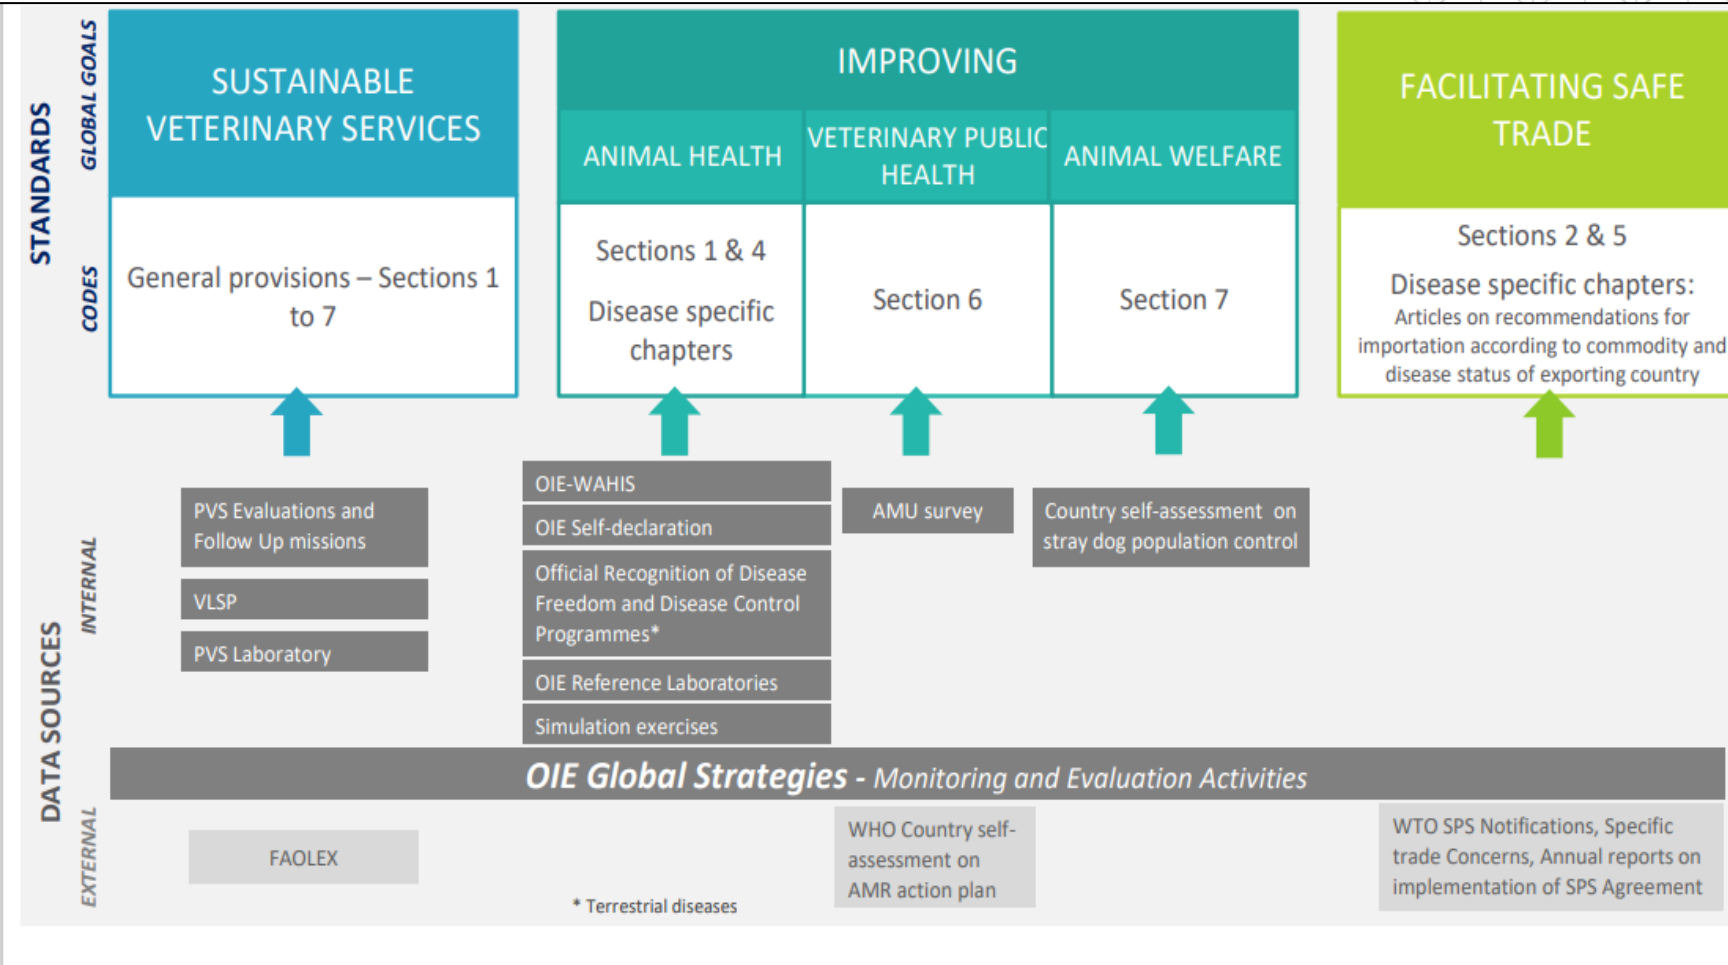 STANDARDS
GLOBAL GOALS
SUSTAINABLE
VETERINARY SERVICES
IMPROVING
ANIMAL HEALTH
VETERINARY PUBLIC
HEALTH
ANIMAL WELFARE
FACILITATING SAFE
TRADE
CODES
General provisions – Sections 1
to 7
Sections 1 & 4
Disease specific
chapters
Section 6
Section 7
Sections 2 & 5
Disease specific chapters:
Articles on recommendations for
importation according to commodity and
disease status of exporting country
DATA SOURCES
INTERNAL
PVS Evaluations and
Follow Up missions
VLSP
PVS Laboratory
OIE-WAHIS
OIE Self-declaration
Official Recognition of Disease
Freedom and Disease Control
Programmes*
OIE Reference Laboratories
Simulation exercises
AMU survey
Country self-assessment on
stray dog population control
OIE Global Strategies - Monitoring and Evaluation Activities
EXTERNAL
FAOLEX
* Terrestrial diseases
WHO Country self-
assessment on
AMR action plan
WTO SPS Notifications, Specific
trade Concerns, Annual reports on
implementation of SPS Agreement